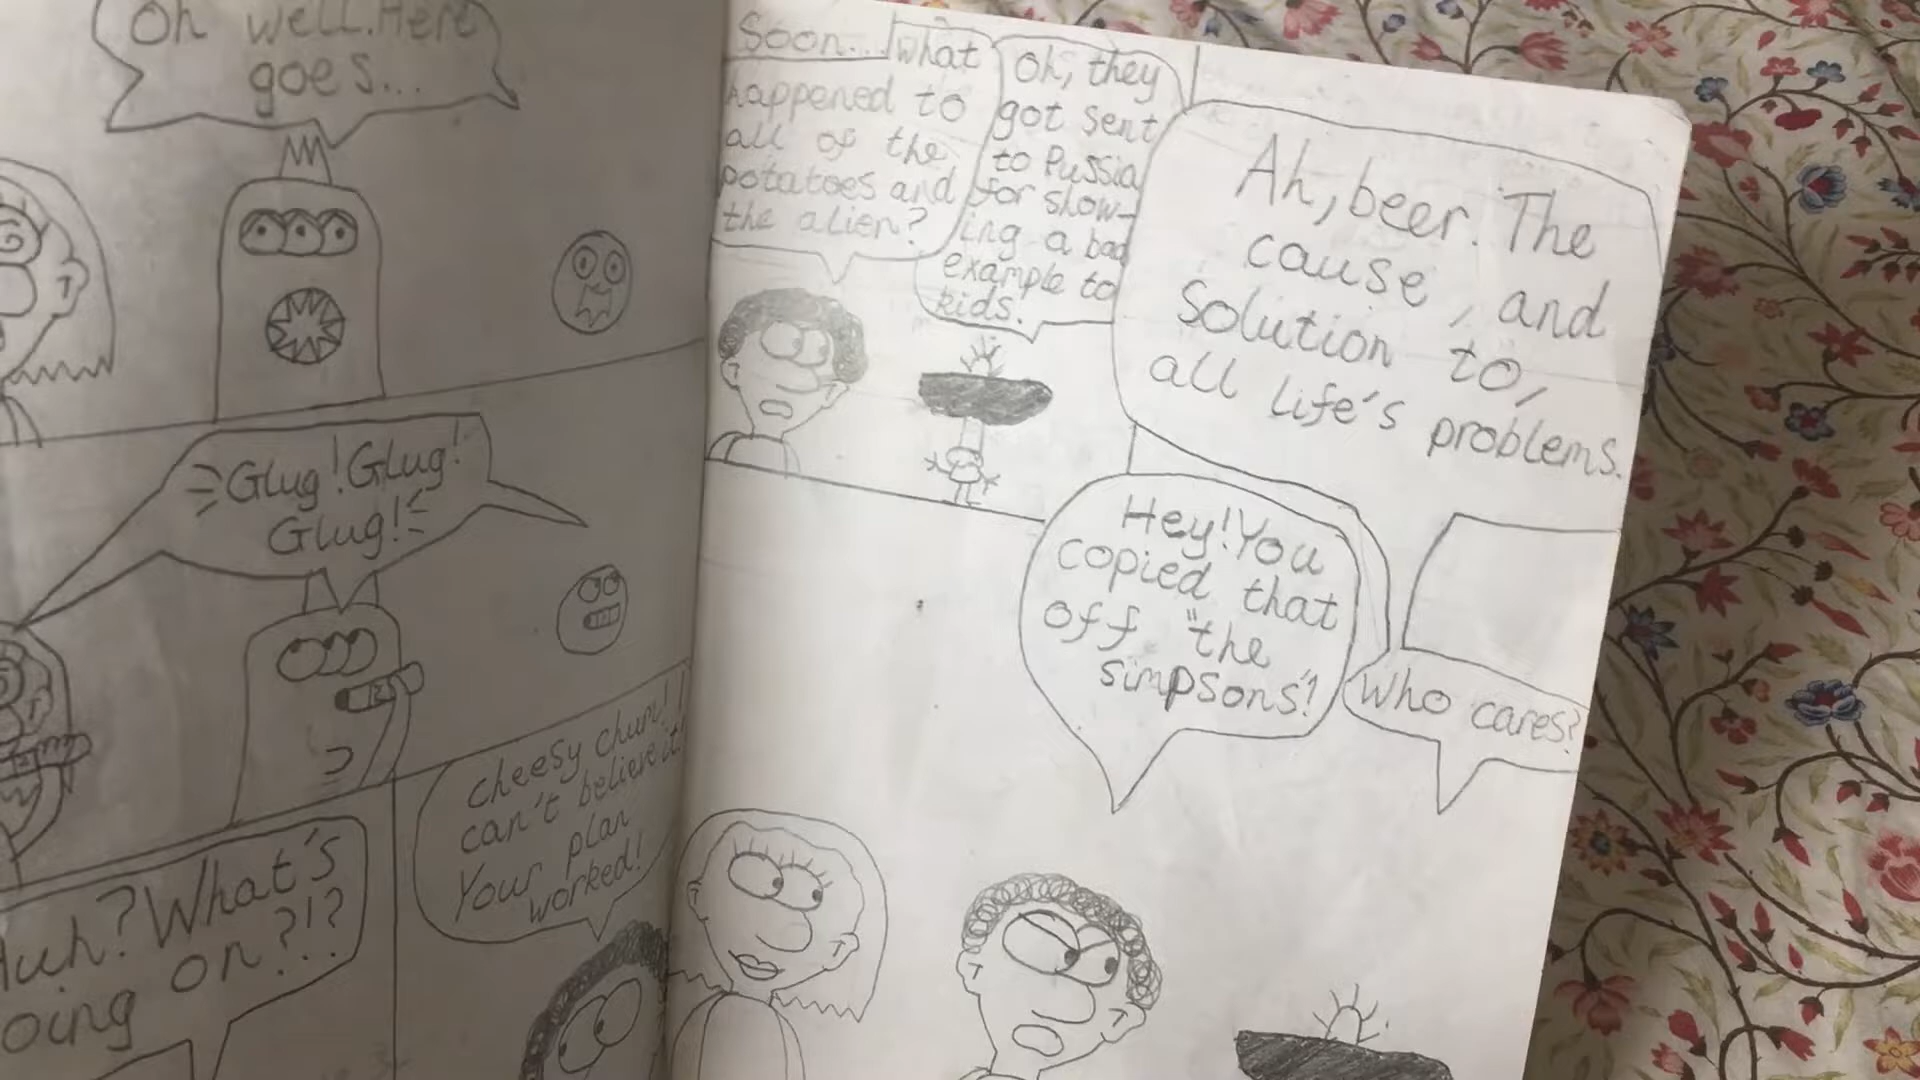 Oh well. Here
goes...
Glug! Glug!
Glug!
What's
on?!?
cheesy chum! I
can't believe it!
Your plan
worked!
Soon...
what
happened to
all of the
potatoes and
the alien?
Oh, they
got sent
to Russia
for show-
ing a bad
example to
kids.
Ah, beer. The
cause, and
solution to,
all life's problems.
Hey! You
copied that
off "the
simpsons"!
Who cares?